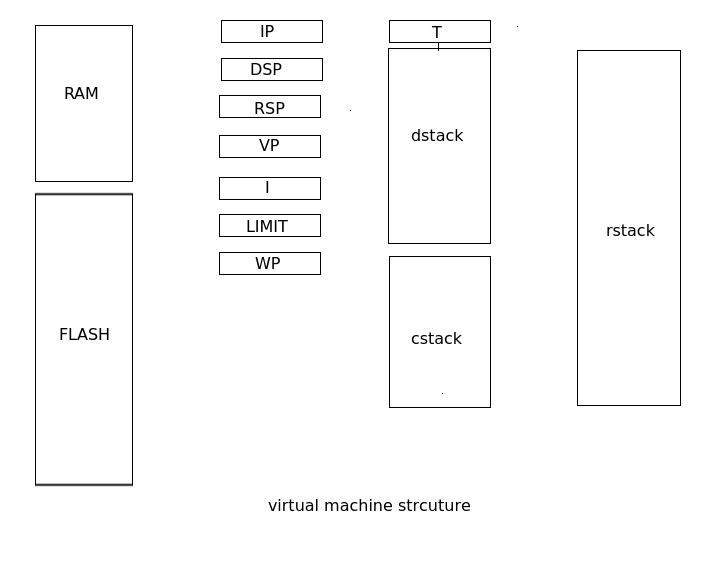 RAM
FLASH
IP
DSP
RSP
VP
I
LIMIT
WP
T
dstack
cstack
rstack
virtual machine strcuture